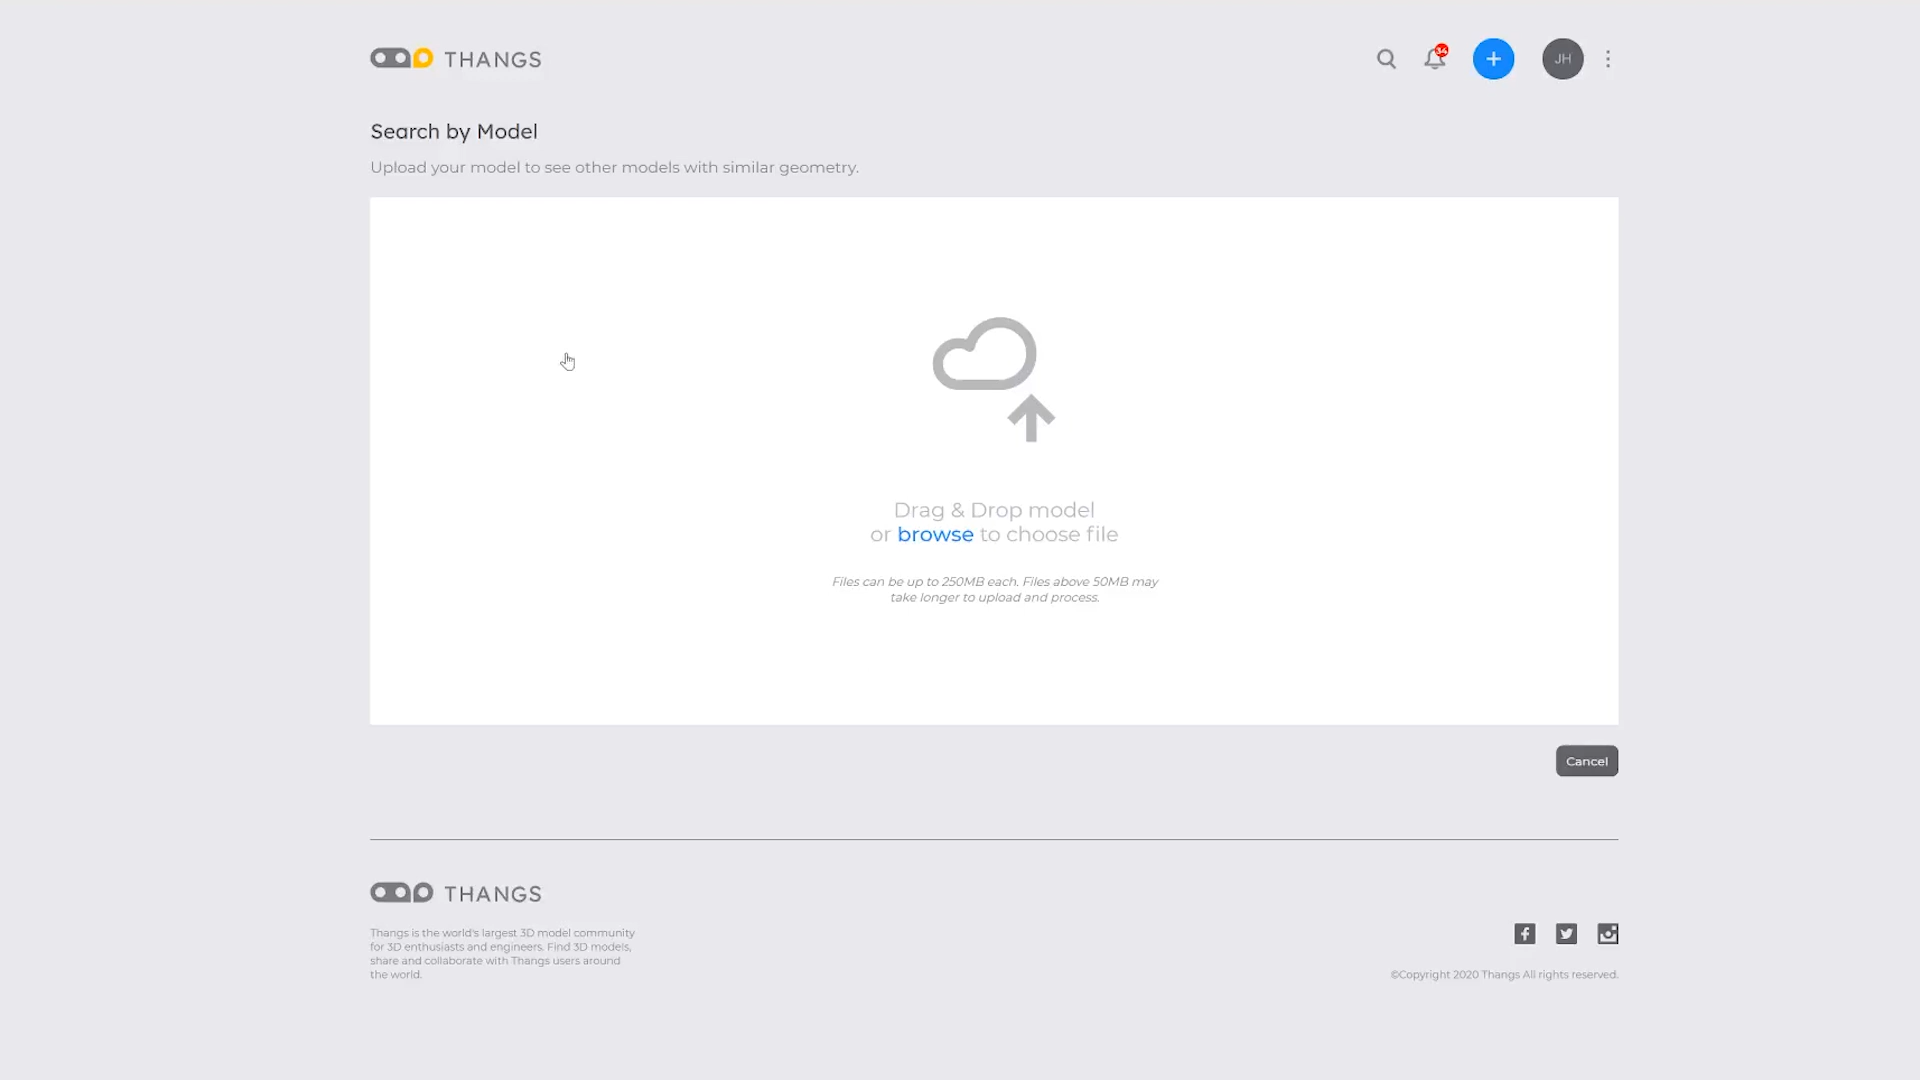 THANGS
34
+
JH
Search by Model
Upload your model to see other models with similar geometry.
Drag & Drop model
or browse to choose file
Files can be up to 250MB each. Files above 50MB may
take longer to upload and process.
Cancel
THANGS
Thangs is the world's largest 3D model community
for 3D enthusiasts and engineers. Find 3D models,
share and collaborate with Thangs users around
the world.
©Copyright 2020 Thangs All rights reserved.